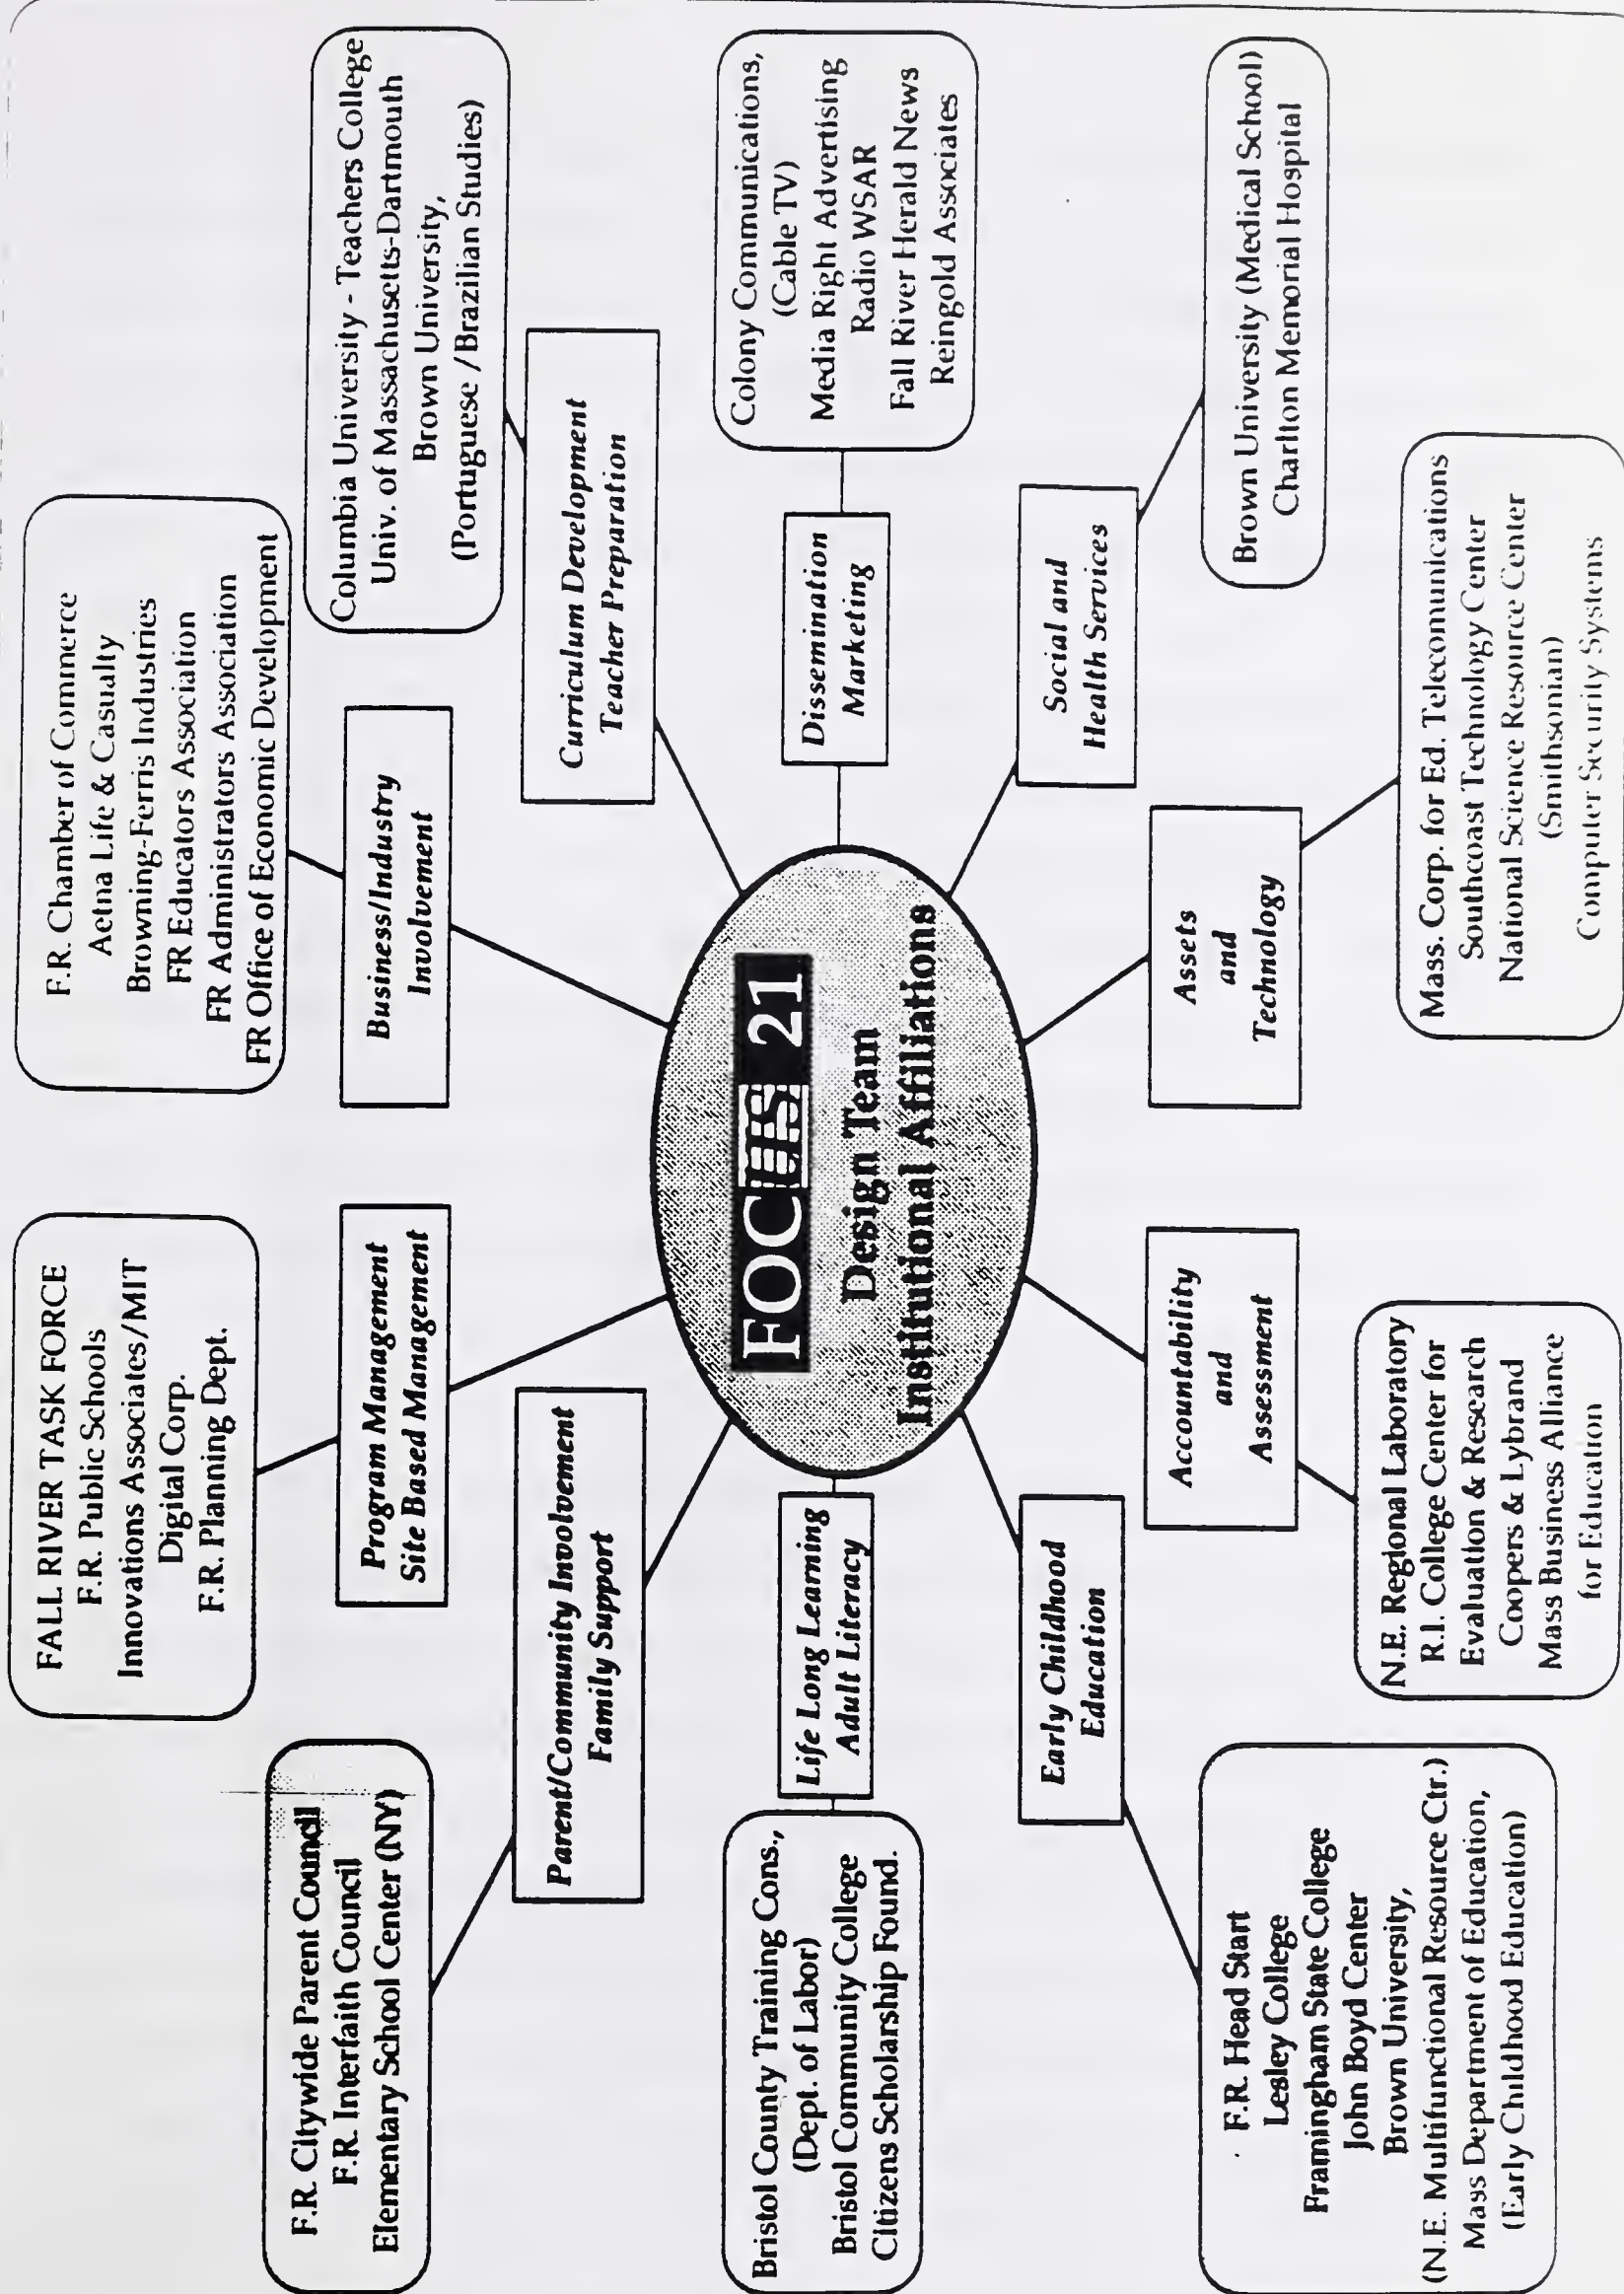 FALL RIVER TASK FORCE
F.R. Public Schools
Innovations Associates/MIT
Digital Corp.
F.R. Planning Dept.
F.R. Chamber of Commerce
Aetna Life & Casualty
Browning-Ferris Industries
FR Educators Association
FR Administrators Association
FR Office of Economic Development
F.R. Citywide Parent Council
F.R. Interfaith Council
Elementary School Center (NY)
Columbia University - Teachers College
Univ. of Massachusetts-Dartmouth
Brown University,
(Portuguese /Brazilian Studies)
Program Management
Site Based Management
Business/Industry
Involvement
Parent/Community Involvement
Family Support
Curriculum Development
Teacher Preparation
Bristol County Training Cons.,
(Dept. of Labor)
Bristol Community College
Citizens Scholarship Found.
Life Long Learning
Adult Literacy
FOCUS 21
Design Team
Institutional Affiliations
Dissemination
Marketing
Colony Communications,
(Cable TV)
Media Right Advertising
Radio WSAR
Fall River Herald News
Reingold Associates
Early Childhood
Education
Social and
Health Services
Accountability
and
Assessment
Assets
and
Technology
F.R. Head Start
Lesley College
Framingham State College
John Boyd Center
Brown University,
(N.E. Multifunctional Resource Ctr.)
Mass Department of Education,
(Early Childhood Education)
Brown University (Medical School)
Charlton Memorial Hospital
N.E. Regional Laboratory
R.I. College Center for
Evaluation & Research
Coopers & Lybrand
Mass Business Alliance
for Education
Mass. Corp. for Ed. Telecomunications
Southcoast Technology Center
National Science Resource Center
(Smithsonian)
Computer Security Systems